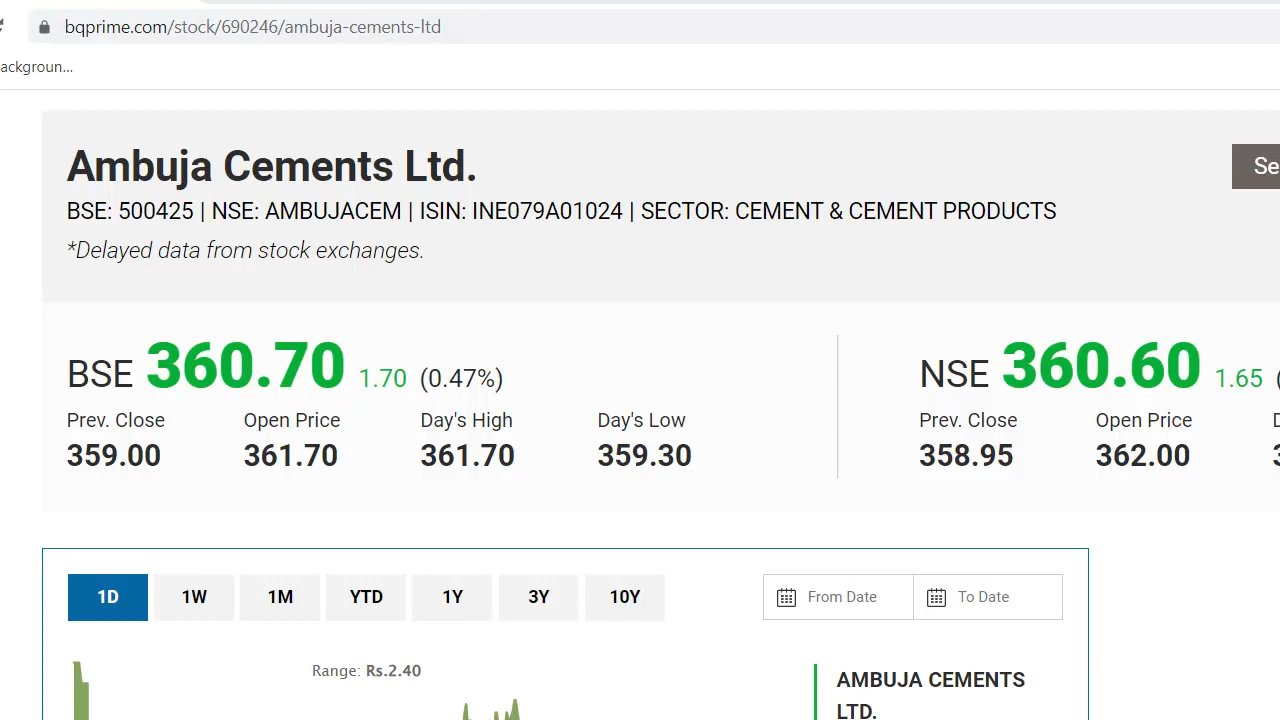 bqprime.com/stock/690246/ambuja-cements-ltd
ackgroun...
Ambuja Cements Ltd.
Se
BSE: 500425 | NSE: AMBUJACEM | ISIN: INE079A01024 | SECTOR: CEMENT & CEMENT PRODUCTS
*Delayed data from stock exchanges.
BSE 360.70 1.70 (0.47%)
Prev. Close Open Price Day's High Day's Low
359.00 361.70 361.70 359.30
NSE 360.60 1.65 (
Prev. Close Open Price
358.95 362.00
1D 1W 1M YTD 1Y 3Y 10Y
From Date To Date
Range: Rs.2.40
AMBUJA CEMENTS
LTD.